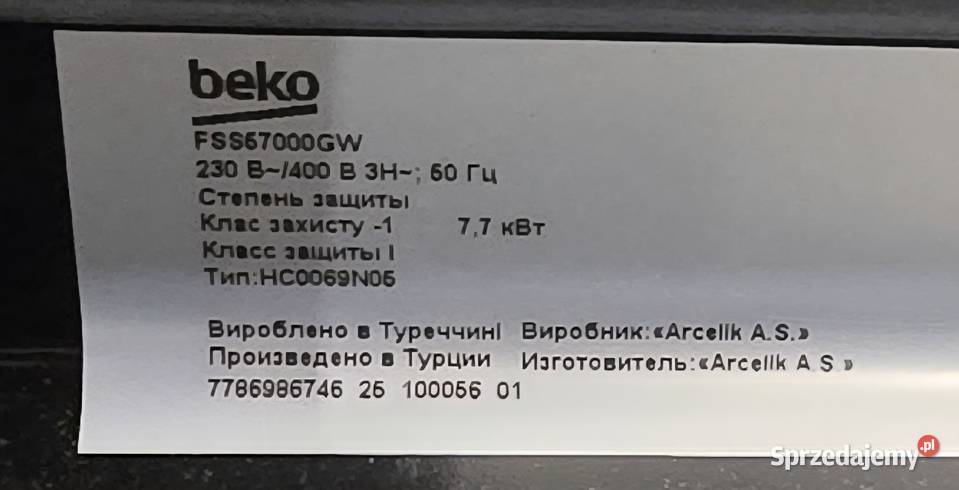 beko
FSS67000GW
230 В~/400 В 3Н~; 50 Гц
Степень защиты
Клас захисту -1 7,7 кВт
Класс защиты I
Тип:HC0069N05
Вироблено в Туреччинi Виробник:«Arcelik A.S.»
Произведено в Турции Изготовитель:«Arcelik A S »
7786986746 25 100056 01
Sprzedajemy.pl